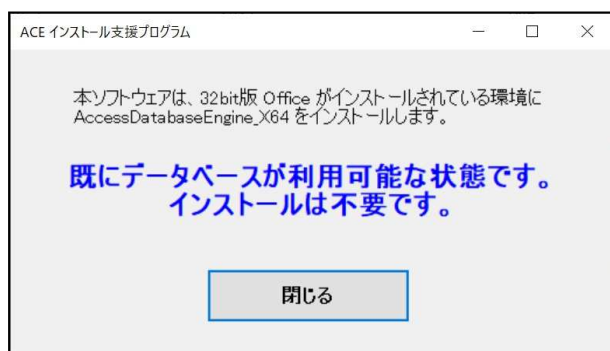 ACE インストール支援プログラム
本ソフトウェアは、32bit版 Office がインストールされている環境に
AccessDatabaseEngine_X64 をインストールします。
既にデータベースが利用可能な状態です。
インストールは不要です。
閉じる